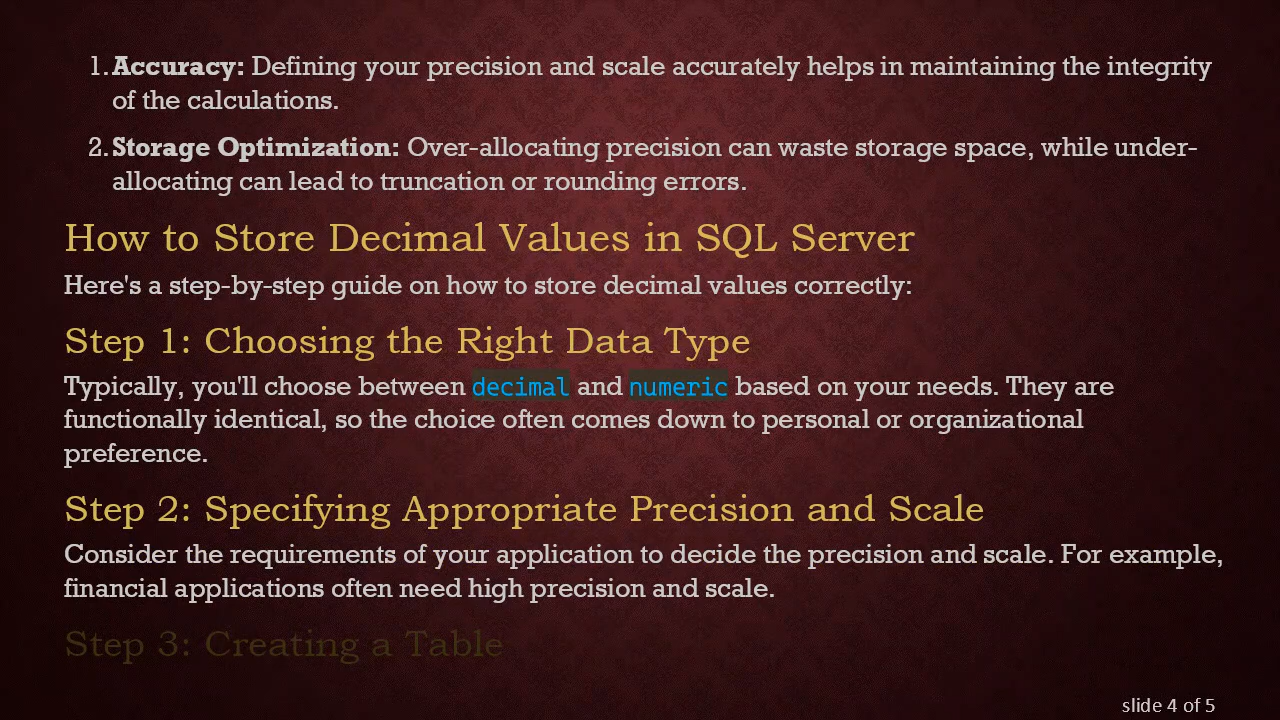 1. Accuracy: Defining your precision and scale accurately helps in maintaining the integrity
of the calculations.
2. Storage Optimization: Over-allocating precision can waste storage space, while under-
allocating can lead to truncation or rounding errors.
How to Store Decimal Values in SQL Server
Here's a step-by-step guide on how to store decimal values correctly:
Step 1: Choosing the Right Data Type
Typically, you'll choose between decimal and numeric based on your needs. They are
functionally identical, so the choice often comes down to personal or organizational
preference.
Step 2: Specifying Appropriate Precision and Scale
Consider the requirements of your application to decide the precision and scale. For example,
financial applications often need high precision and scale.
Step 3: Creating a Table
slide 4 of 5